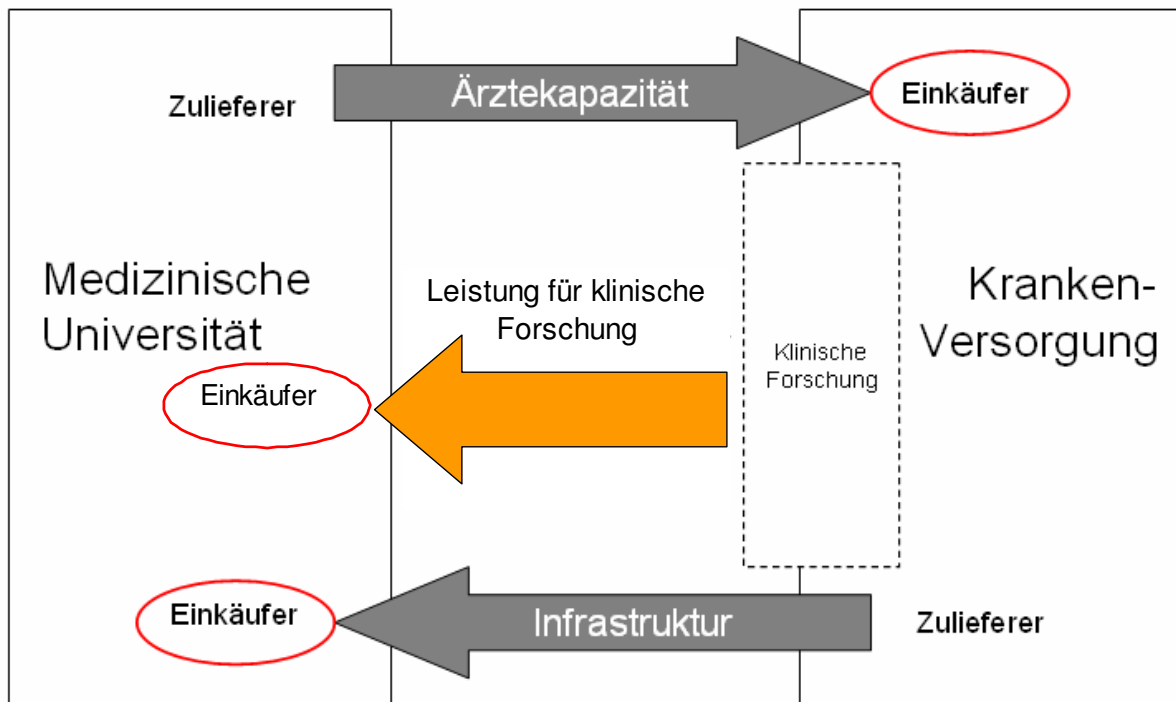 Zulieferer
Ärztekapazität
Einkäufer
Medizinische
Universität
Leistung für klinische
Forschung
Klinische
Forschung
Kranken-
Versorgung
Einkäufer
Einkäufer
Infrastruktur
Zulieferer